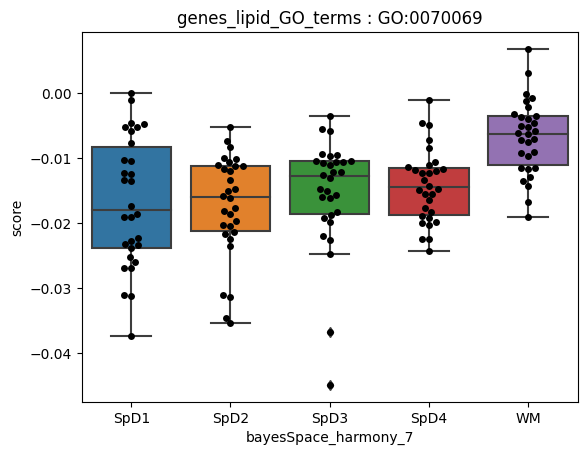 genes_lipid_GO_terms : GO:0070069
score
0.00
−0.01
−0.02
−0.03
−0.04
SpD1 SpD2 SpD3 SpD4 WM
bayesSpace_harmony_7